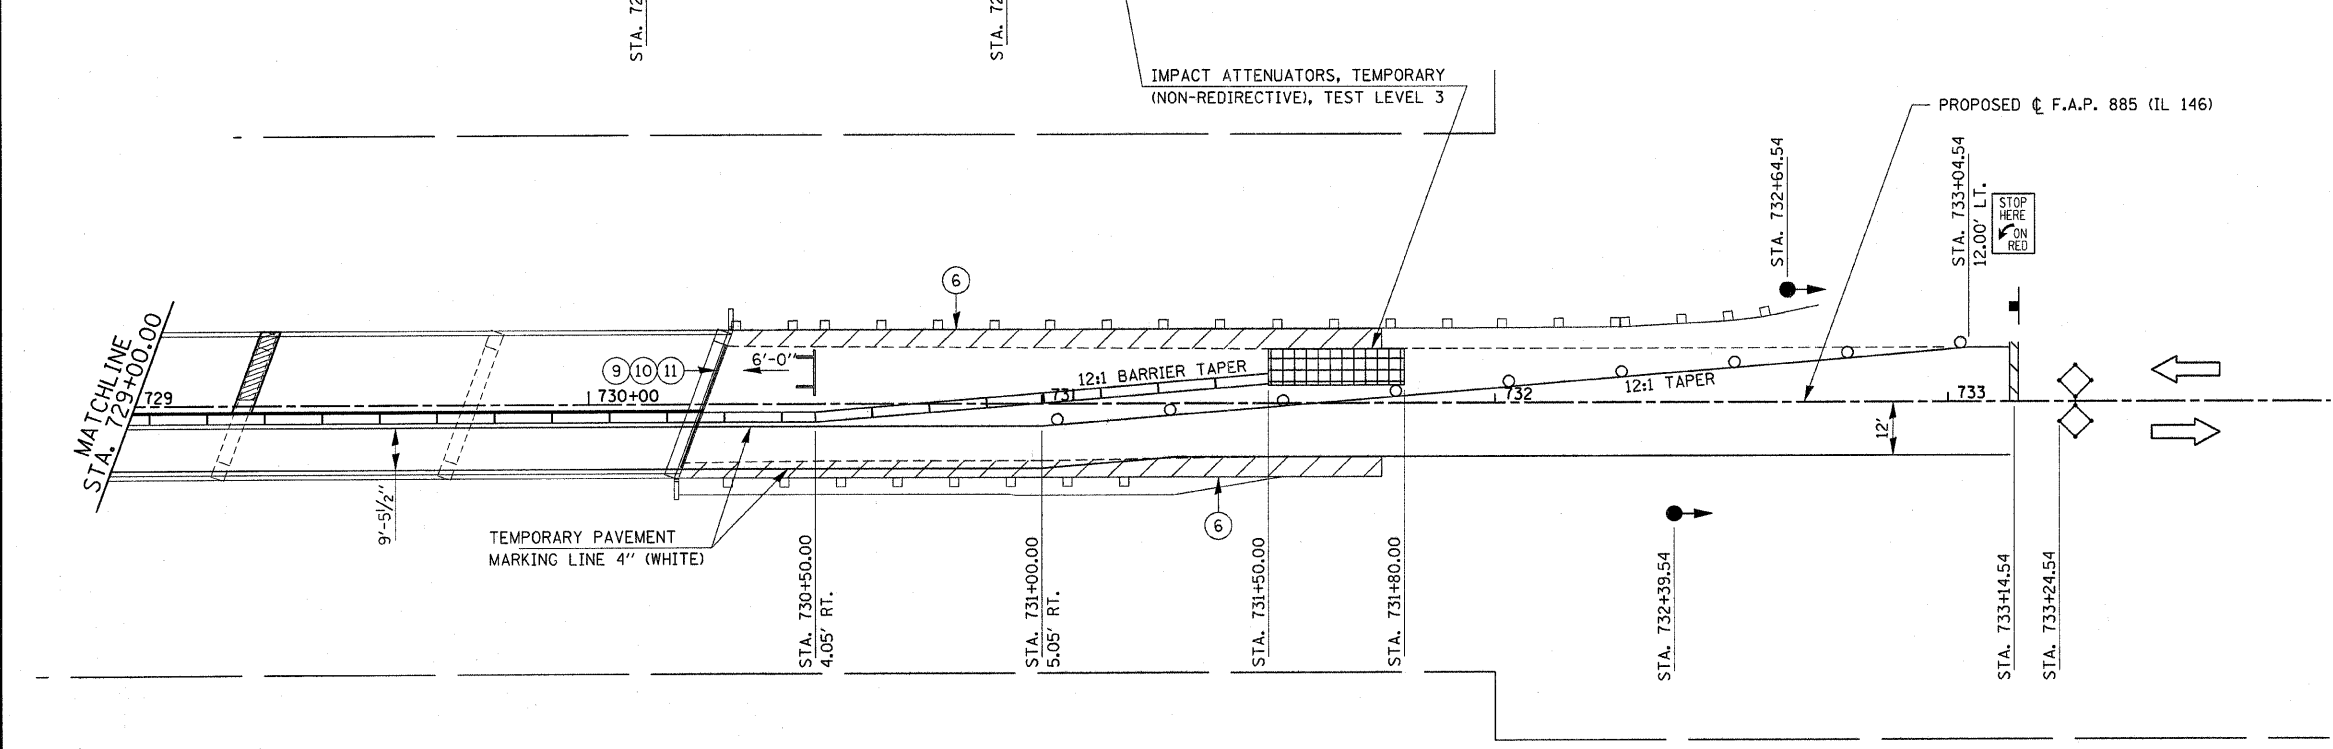 STA. 72
STA. 72
IMPACT ATTENUATORS, TEMPORARY
(NON-REDIRECTIVE), TEST LEVEL 3
PROPOSED ℄ F.A.P. 885 (IL 146)
STA. 732+64.54
STA. 733+04.54
12.00' LT.
STOP
HERE
ON
RED
MATCHLINE
STA. 729+00.00
6
9 10 11
6'-0"
12:1 BARRIER TAPER
12:1 TAPER
729
730+00
731
732
733
12'
9'-5 1/2"
6
TEMPORARY PAVEMENT
MARKING LINE 4" (WHITE)
STA. 730+50.00
4.05' RT.
STA. 731+00.00
5.05' RT.
STA. 731+50.00
STA. 731+80.00
STA. 732+39.54
STA. 733+14.54
STA. 733+24.54